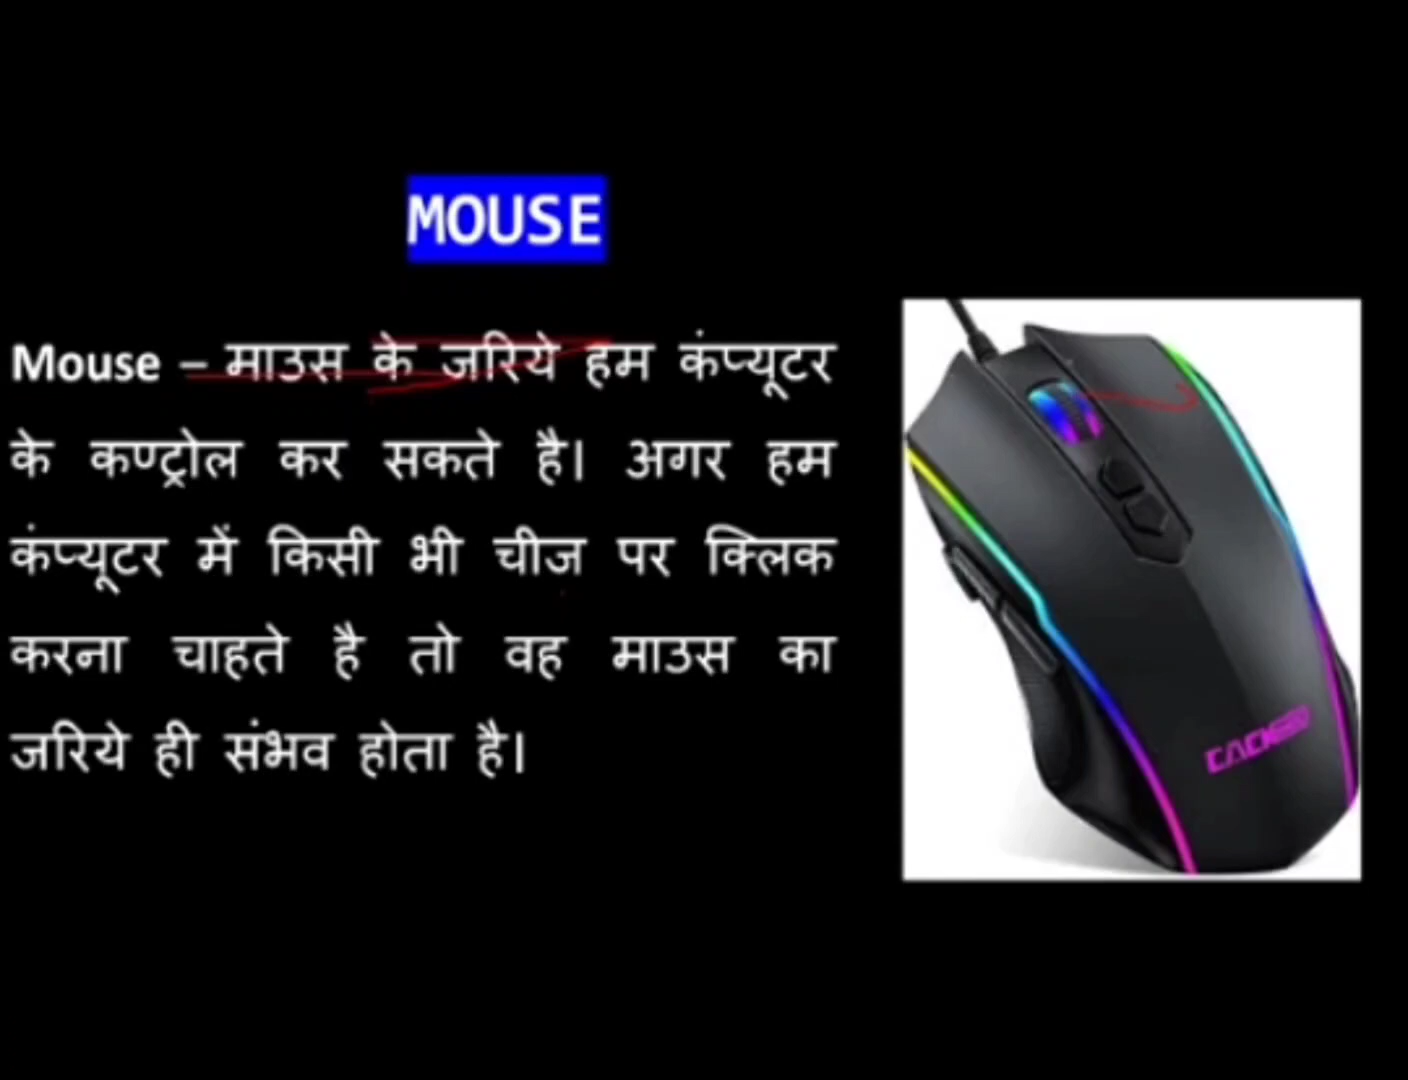 MOUSE
Mouse – माउस के जरिये हम कंप्यूटर
के कण्ट्रोल कर सकते है। अगर हम
कंप्यूटर में किसी भी चीज पर क्लिक
करना चाहते है तो वह माउस का
जरिये ही संभव होता है।